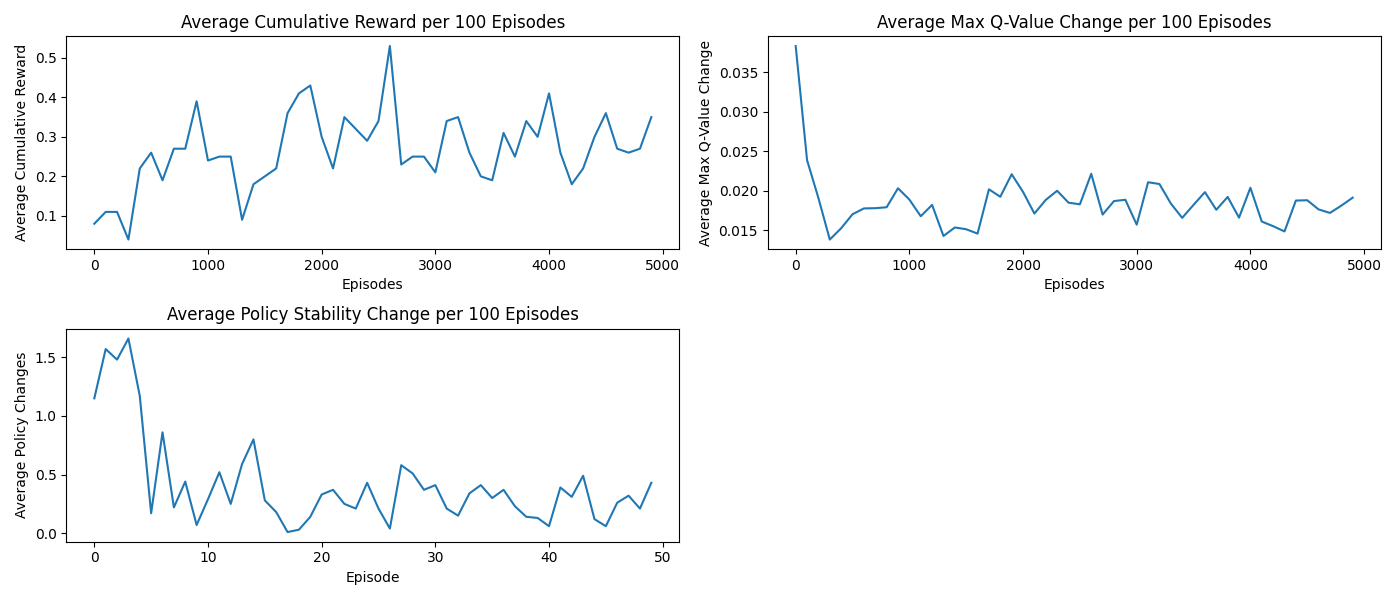 Average Cumulative Reward per 100 Episodes
Average Cumulative Reward
0.5
0.4
0.3
0.2
0.1
0 1000 2000 3000 4000 5000
Episodes
Average Max Q-Value Change per 100 Episodes
Average Max Q-Value Change
0.035
0.030
0.025
0.020
0.015
0 1000 2000 3000 4000 5000
Episodes
Average Policy Stability Change per 100 Episodes
Average Policy Changes
1.5
1.0
0.5
0.0
0 10 20 30 40 50
Episode